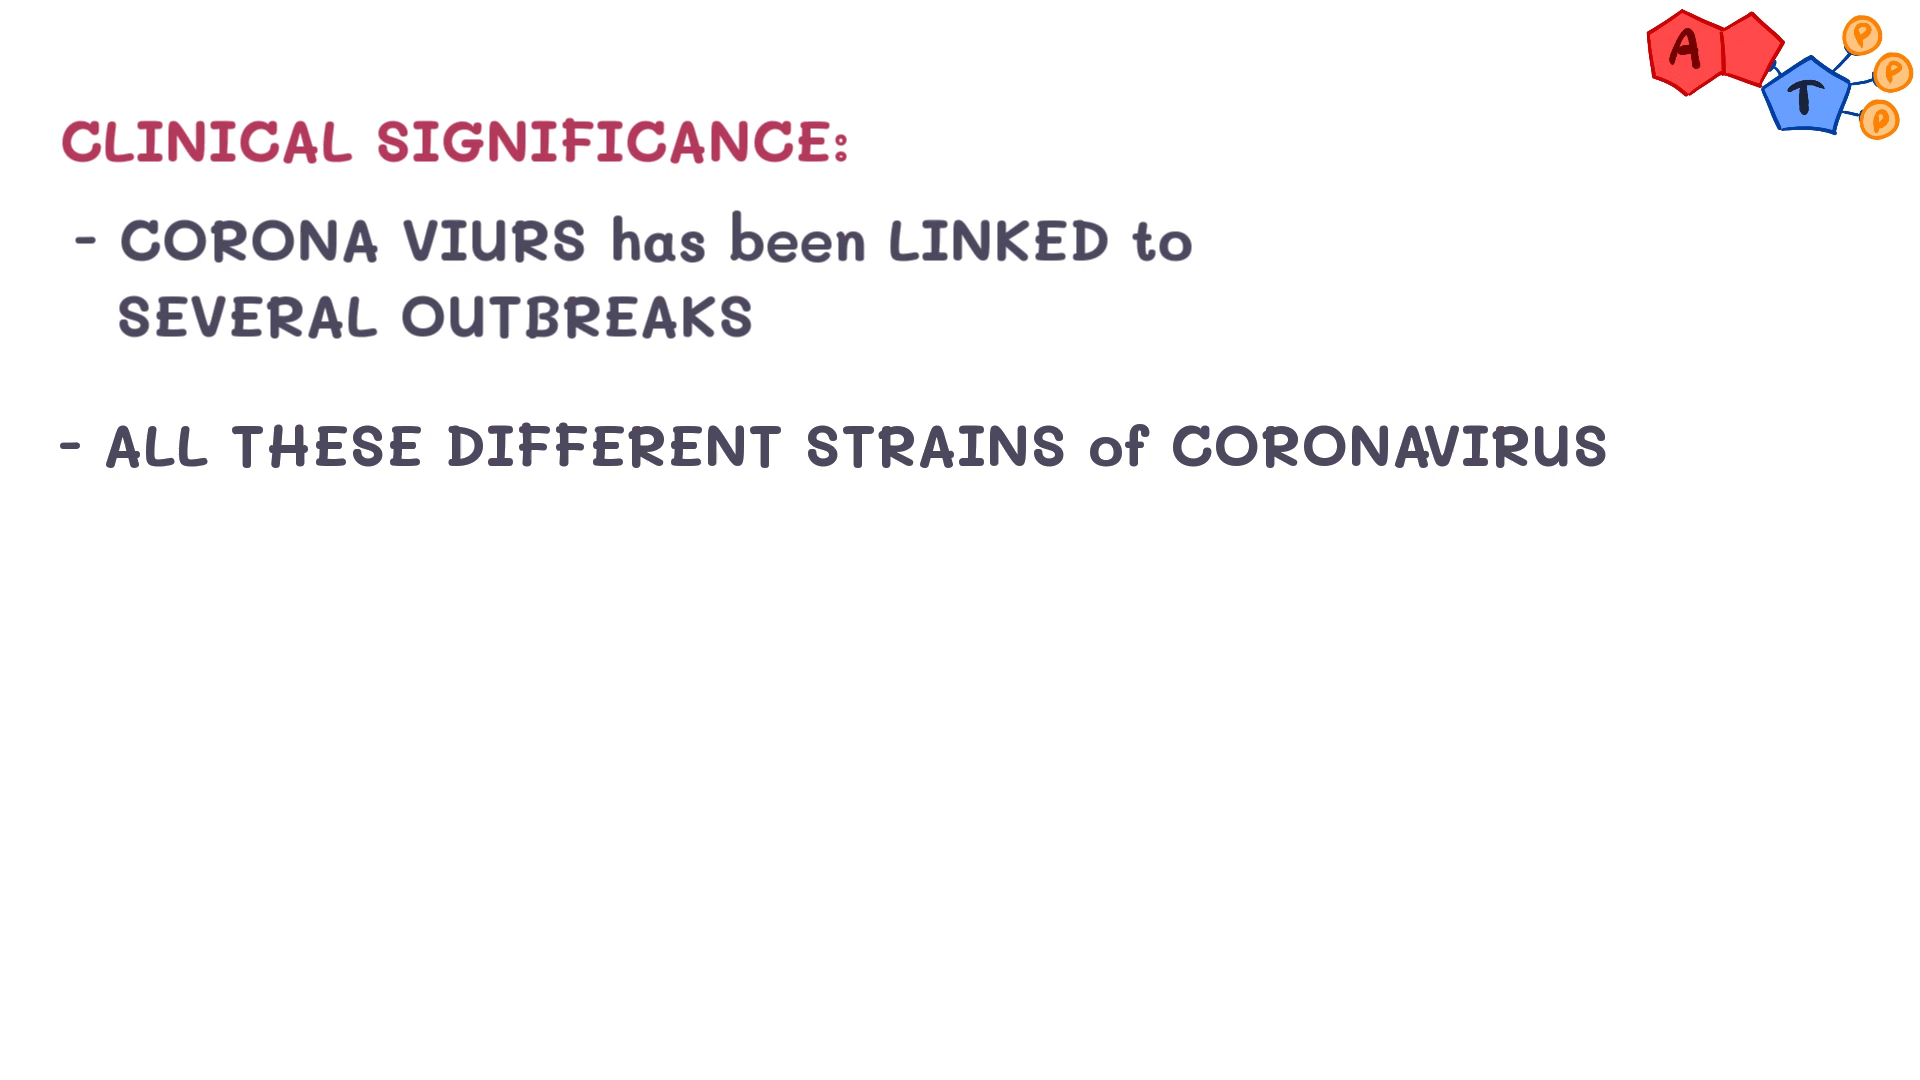 A T P P P
CLINICAL SIGNIFICANCE:
- CORONA VIURS has been LINKED to
SEVERAL OUTBREAKS
- ALL THESE DIFFERENT STRAINS of CORONAVIRUS